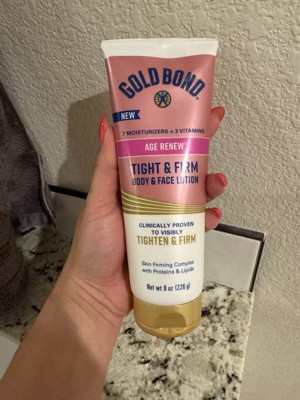 GOLD BOND
NEW
7 MOISTURIZERS + 3 VITAMINS
AGE RENEW
TIGHT & FIRM
BODY & FACE LOTION
CLINICALLY PROVEN
TO VISIBLY
TIGHTEN & FIRM
Skin Firming Complex
with Proteins & Lipids
Net wt 8 oz (226 g)